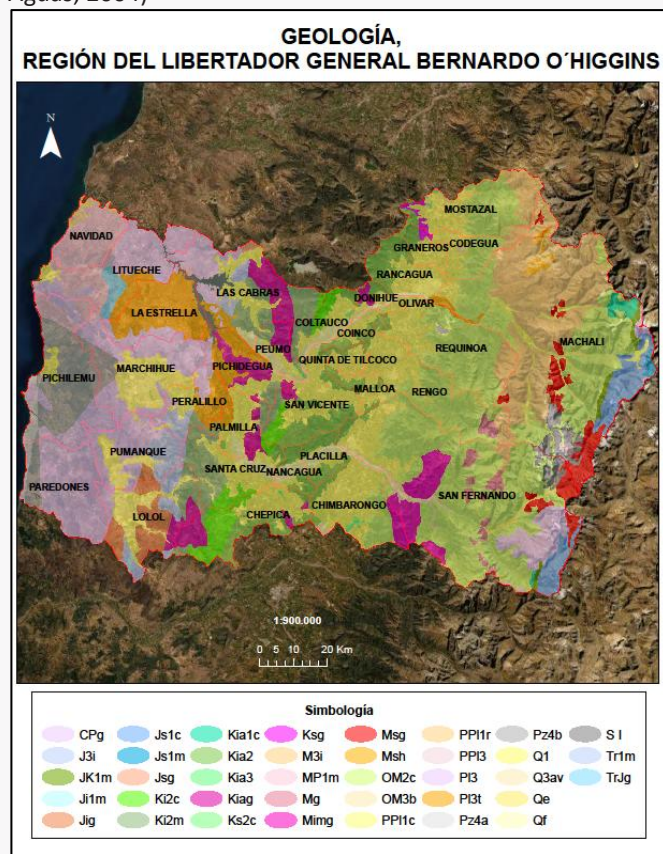 Aguas, 2004)
GEOLOGÍA,
REGIÓN DEL LIBERTADOR GENERAL BERNARDO O´HIGGINS
N
MOSTAZAL
NAVIDAD
GRANEROS
CODEGUA
LITUECHE
RANCAGUA
LAS CABRAS
DONIHUE
OLIVAR
LA ESTRELLA
COLTAUCO
COINCO
MACHALI
PEUMO
REQUINOA
QUINTA DE TILCOCO
MARCHIHUE
PICHIDEGUA
PICHILEMU
MALLOA
RENGO
PERALILLO
SAN VICENTE
PALMILLA
PUMANQUE
PLACILLA
SANTA CRUZ
NANCAGUA
PAREDONES
SAN FERNANDO
CHIMBARONGO
LOLOL
CHEPICA
1:900.000
0 5 10 20 Km
Simbología
CPg Js1c Kia1c Ksg Msg PPl1r Pz4b S I
J3i Js1m Kia2 M3i Msh PPl3 Q1 Tr1m
JK1m Jsg Kia3 MP1m OM2c Pl3 Q3av TrJg
Ji1m Ki2c Kiag Mg OM3b Pl3t Qe
Jig Ki2m Ks2c Mimg PPl1c Pz4a Qf